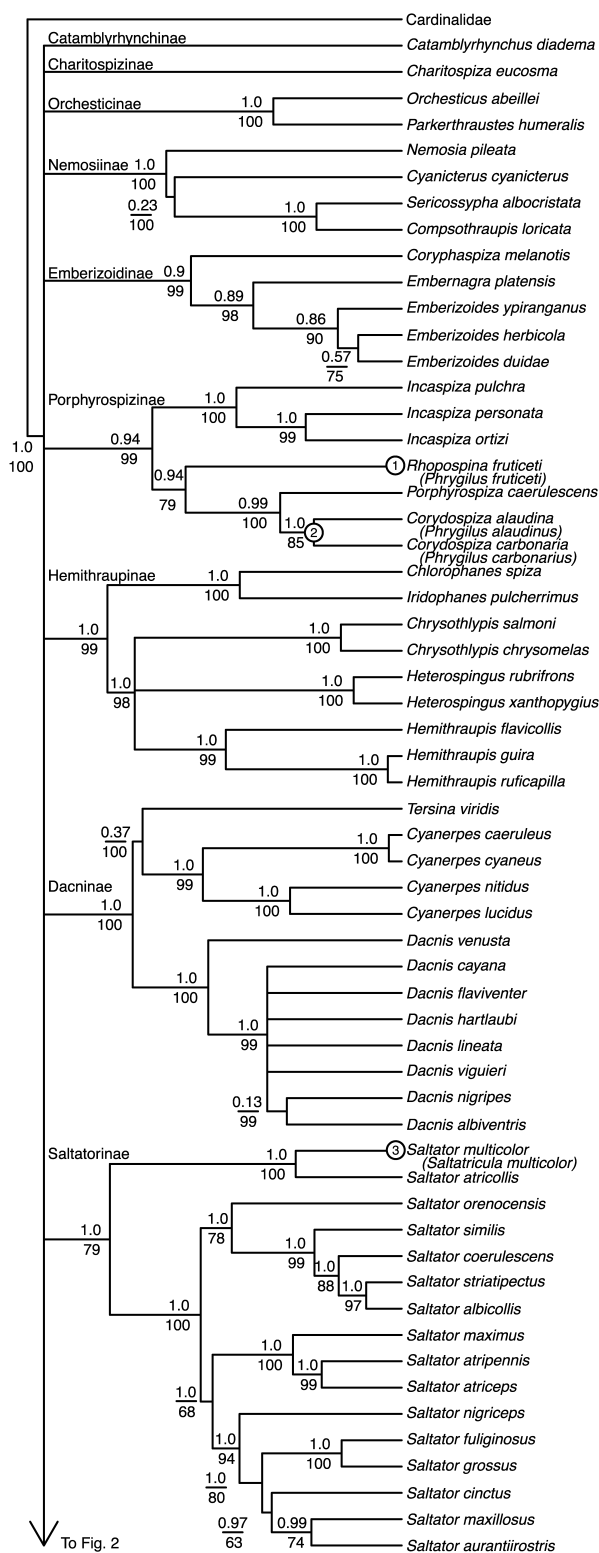 Cardinalidae
Catamblyrhynchinae
Catamblyrhynchus diadema
Charitospizinae
Charitospiza eucosma
Orchesticinae
1.0
100
Orchesticus abeillei
Parkerthraustes humeralis
Nemosiinae 1.0
100
Nemosia pileata
Cyanicterus cyanicterus
0.23
100
1.0
100
Sericossypha albocristata
Compsothraupis loricata
Emberizoidinae 0.9
99
Coryphaspiza melanotis
0.89
98
Embernagra platensis
0.86
90
Emberizoides ypiranganus
Emberizoides herbicola
0.57
75
Emberizoides duidae
Porphyrospizinae
1.0
100
Incaspiza pulchra
1.0
99
Incaspiza personata
Incaspiza ortizi
1.0
100
0.94
99
0.94
79
1 Rhopospina fruticeti
(Phrygilus fruticeti)
0.99
100
Porphyrospiza caerulescens
1.0
85
2
Corydospiza alaudina
(Phrygilus alaudinus)
Corydospiza carbonaria
(Phrygilus carbonarius)
Hemithraupinae
1.0
100
Chlorophanes spiza
Iridophanes pulcherrimus
1.0
99
1.0
100
Chrysothlypis salmoni
Chrysothlypis chrysomelas
1.0
98
1.0
100
Heterospingus rubrifrons
Heterospingus xanthopygius
1.0
99
Hemithraupis flavicollis
1.0
100
Hemithraupis guira
Hemithraupis ruficapilla
Tersina viridis
0.37
100
1.0
99
1.0
100
Cyanerpes caeruleus
Cyanerpes cyaneus
Dacninae
1.0
100
1.0
100
Cyanerpes nitidus
Cyanerpes lucidus
1.0
100
Dacnis venusta
Dacnis cayana
Dacnis flaviventer
Dacnis hartlaubi
1.0
99
Dacnis lineata
Dacnis viguieri
0.13
99
Dacnis nigripes
Dacnis albiventris
Saltatorinae
1.0
100
3 Saltator multicolor
(Saltatricula multicolor)
Saltator atricollis
1.0
79
1.0
78
Saltator orenocensis
1.0
99
Saltator similis
1.0
88
Saltator coerulescens
1.0
97
Saltator striatipectus
Saltator albicollis
1.0
100
1.0
100
Saltator maximus
1.0
99
Saltator atripennis
Saltator atriceps
1.0
68
1.0
94
Saltator nigriceps
1.0
100
Saltator fuliginosus
Saltator grossus
1.0
80
Saltator cinctus
0.97
63
0.99
74
Saltator maxillosus
Saltator aurantiirostris
To Fig. 2